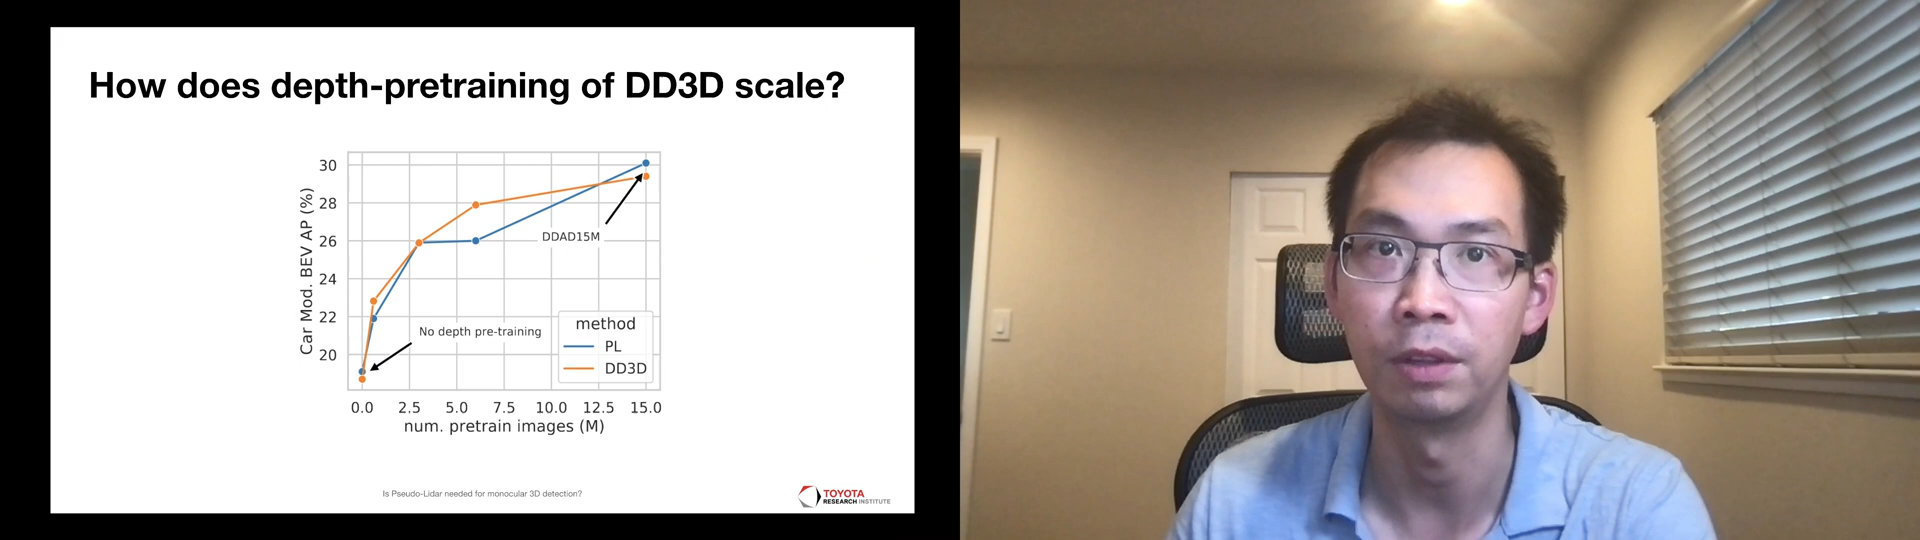 How does depth-pretraining of DD3D scale?
30
28
26
24
22
20
Car Mod. BEV AP (%)
DDAD15M
No depth pre-training
method
PL
DD3D
0.0 2.5 5.0 7.5 10.0 12.5 15.0
num. pretrain images (M)
Is Pseudo-Lidar needed for monocular 3D detection?
TOYOTA
RESEARCH INSTITUTE